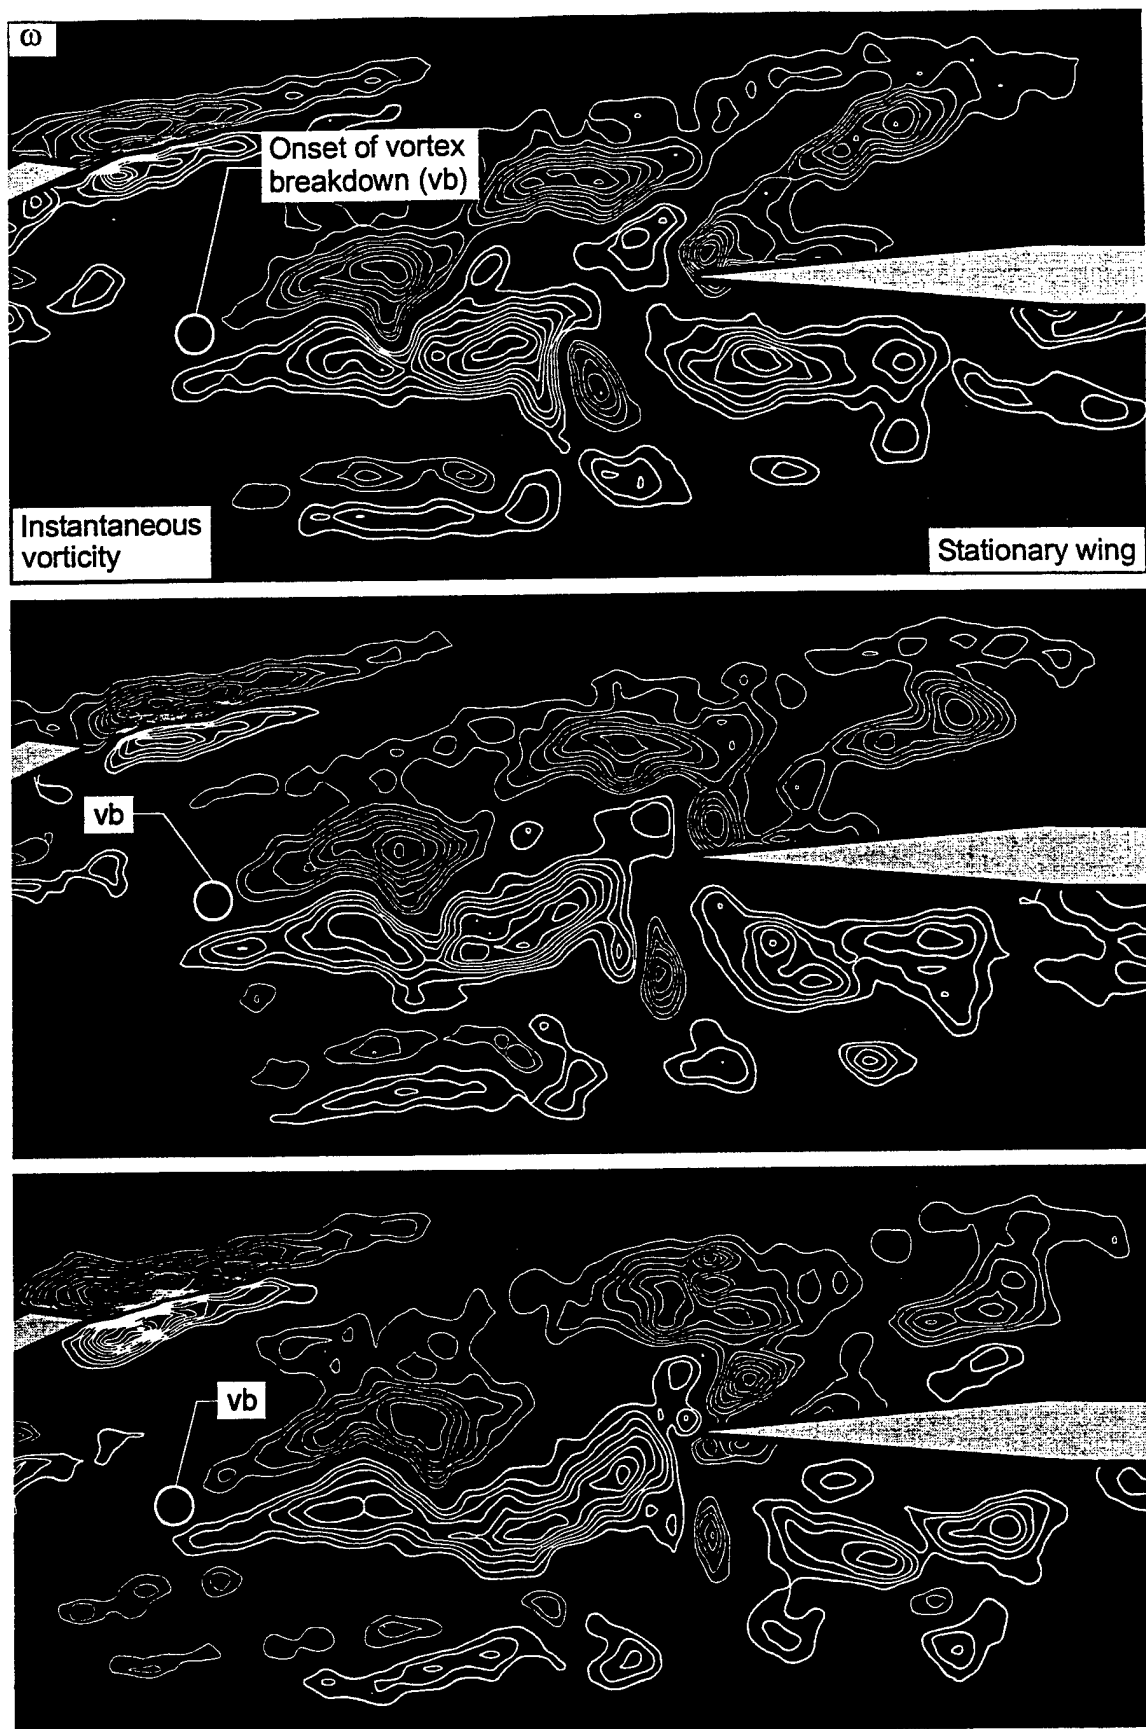 ω
Onset of vortex
breakdown (vb)
Instantaneous
vorticity
Stationary wing
vb
vb